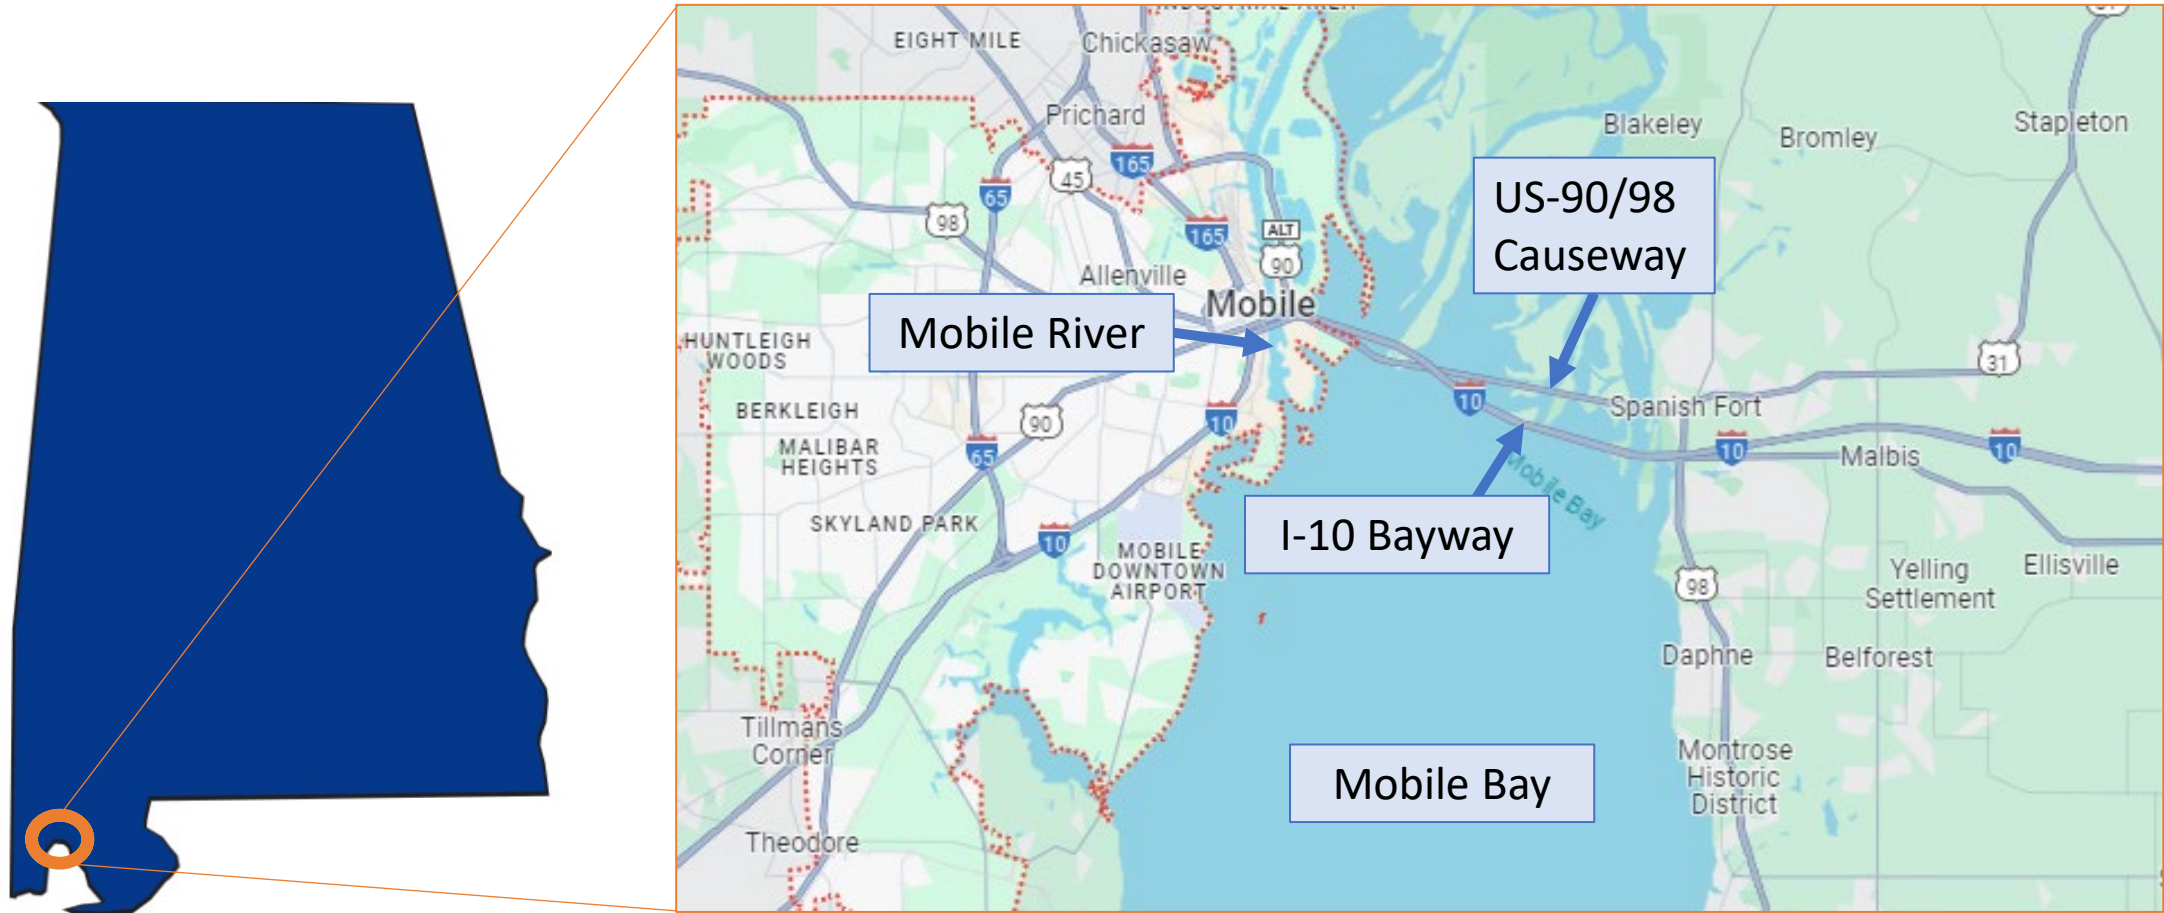 INDUSTRIAL AREA
EIGHT MILE
Chickasaw
Prichard
Blakeley
Bromley
Stapleton
165
45
65
98
165
ALT
90
US-90/98
Causeway
Allenville
Mobile
Mobile River
HUNTLEIGH
WOODS
31
10
Spanish Fort
BERKLEIGH
90
10
MALIBAR
HEIGHTS
65
10
10
Malbis
Mobile Bay
I-10 Bayway
SKYLAND PARK
10
MOBILE
DOWNTOWN
AIRPORT
98
Yelling
Settlement
Ellisville
Daphne
Belforest
Tillmans
Corner
Montrose
Historic
District
Mobile Bay
Theodore